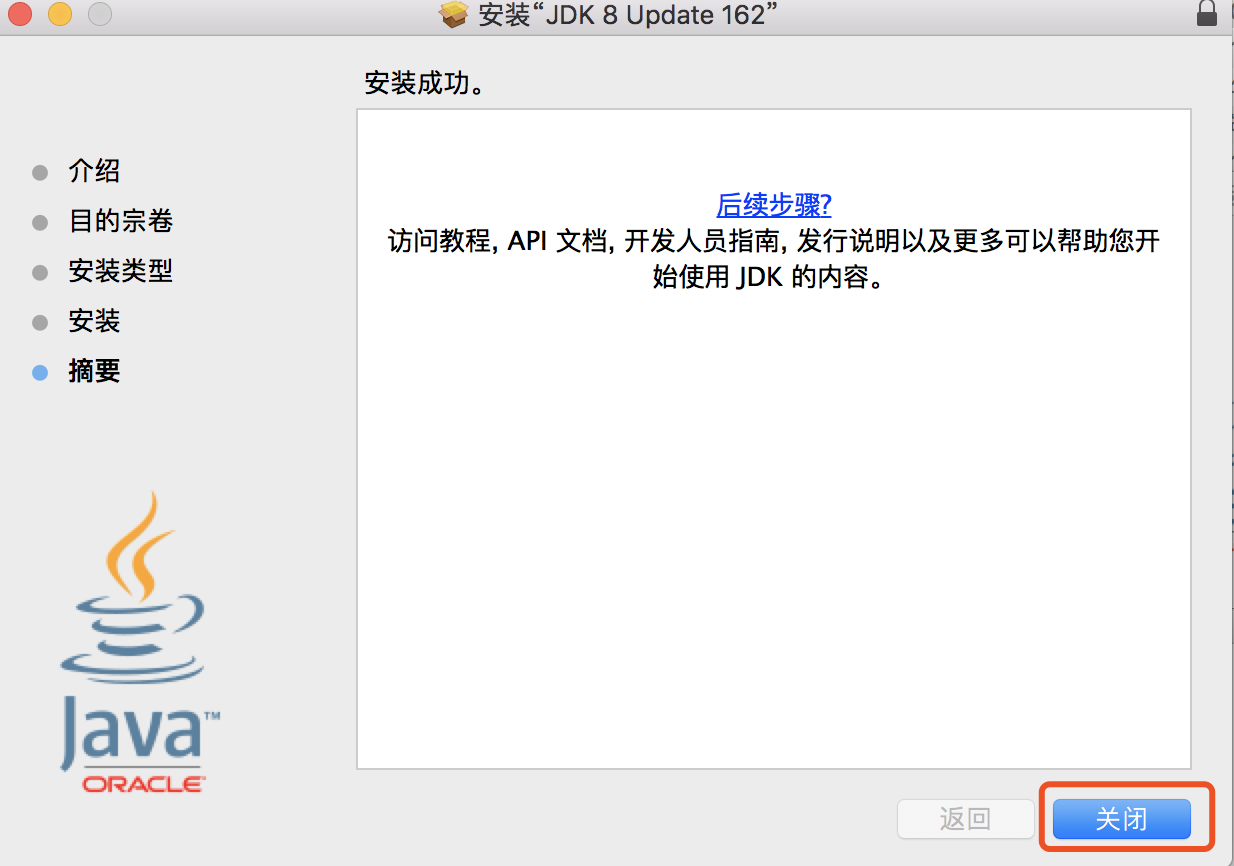 安装“JDK 8 Update 162”
安装成功。
介绍
目的宗卷
安装类型
安装
摘要
后续步骤?
访问教程, API 文档, 开发人员指南, 发行说明以及更多可以帮助您开
始使用 JDK 的内容。
Java™
ORACLE
返回
关闭